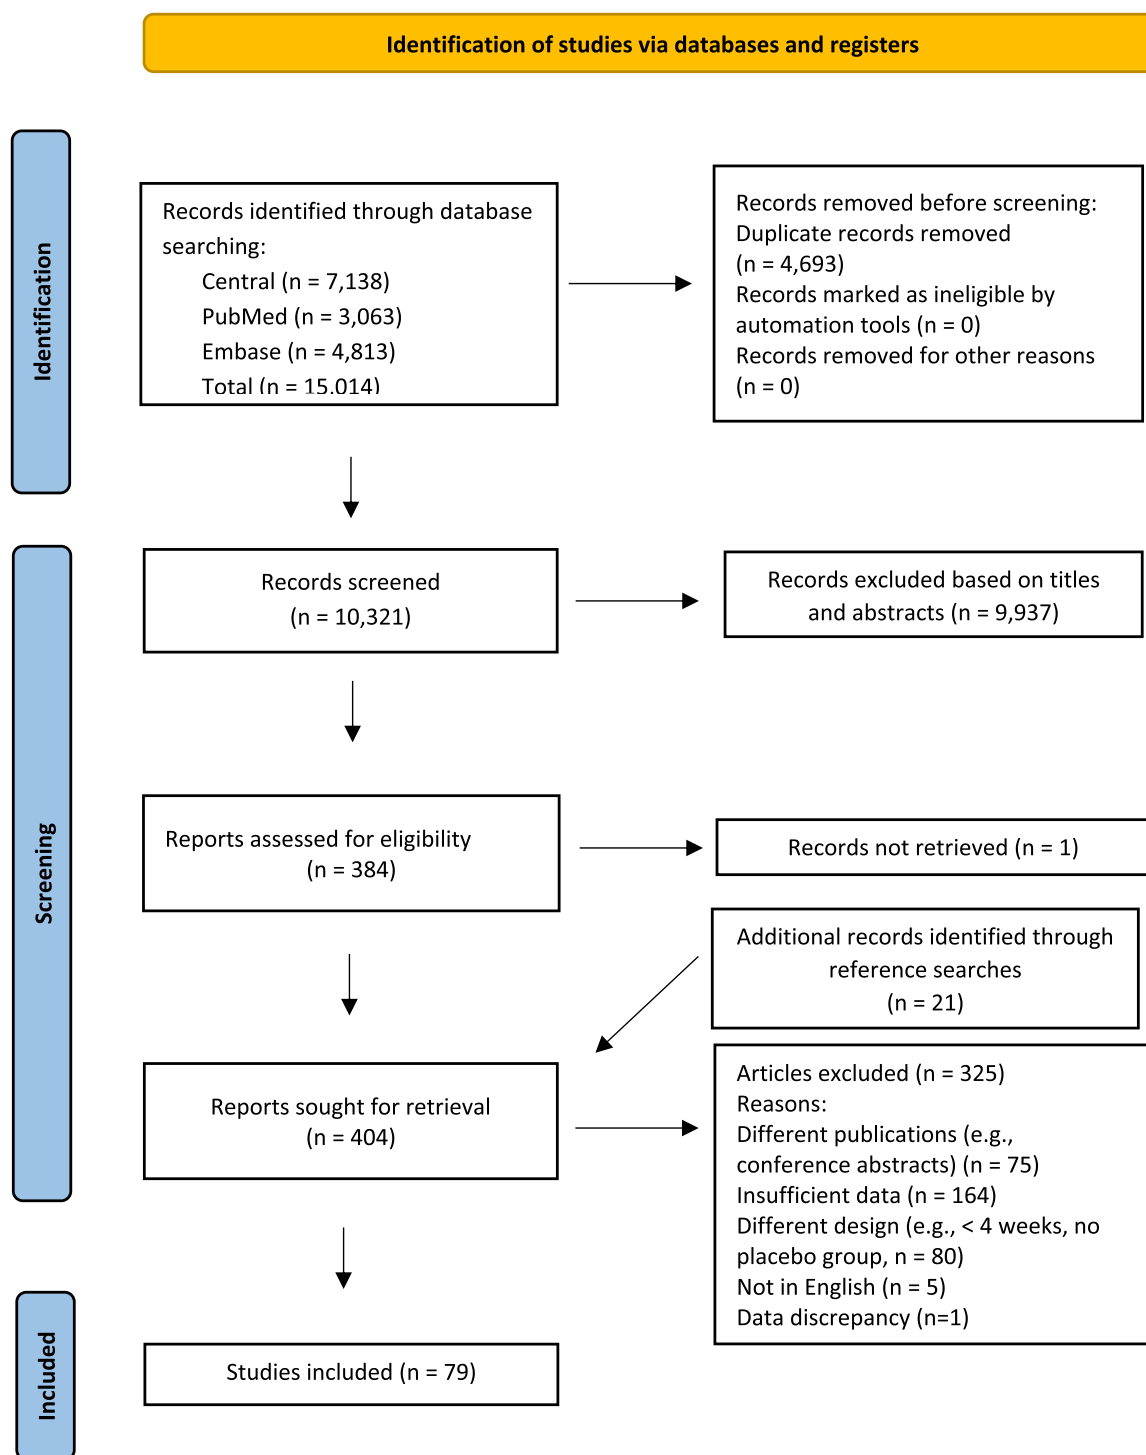 Identification of studies via databases and registers
Identification
Records identified through database
searching:
Central (n = 7,138)
PubMed (n = 3,063)
Embase (n = 4,813)
Total (n = 15,014)
Records removed before screening:
Duplicate records removed
(n = 4,693)
Records marked as ineligible by
automation tools (n = 0)
Records removed for other reasons
(n = 0)
Screening
Records screened
(n = 10,321)
Records excluded based on titles
and abstracts (n = 9,937)
Reports assessed for eligibility
(n = 384)
Records not retrieved (n = 1)
Additional records identified through
reference searches
(n = 21)
Reports sought for retrieval
(n = 404)
Articles excluded (n = 325)
Reasons:
Different publications (e.g.,
conference abstracts) (n = 75)
Insufficient data (n = 164)
Different design (e.g., < 4 weeks, no
placebo group, n = 80)
Not in English (n = 5)
Data discrepancy (n=1)
Included
Studies included (n = 79)